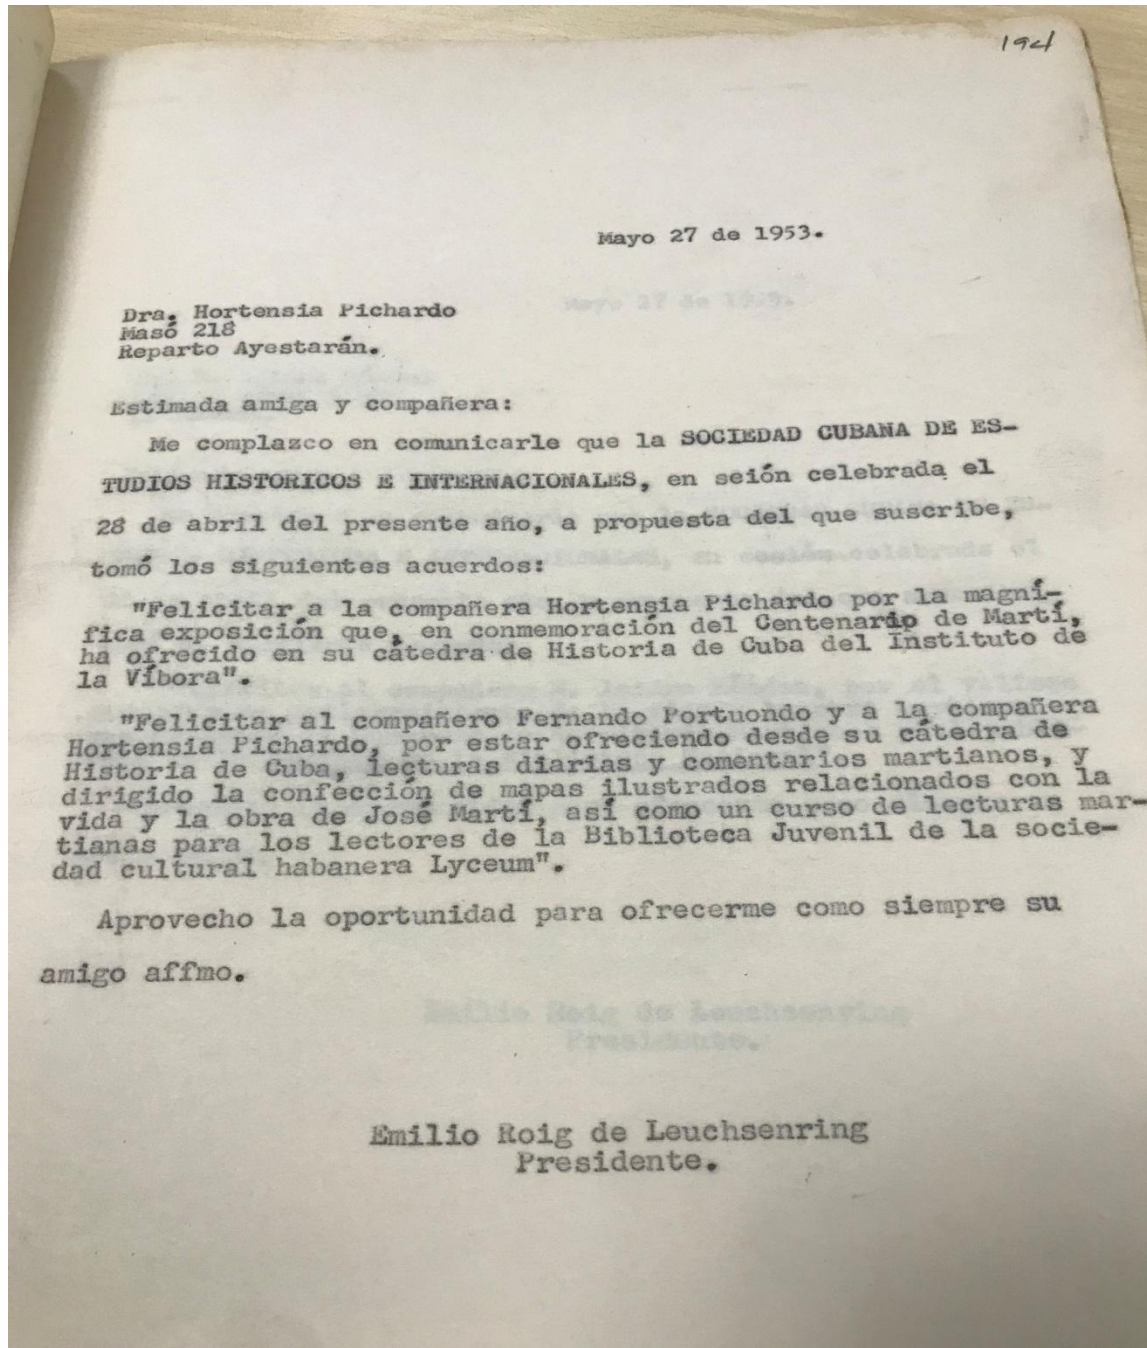 194
Mayo 27 de 1953.
Dra. Hortensia Pichardo
Masó 218
Reparto Ayestarán.
Estimada amiga y compañera:
Me complazco en comunicarle que la SOCIEDAD CUBANA DE ES-
TUDIOS HISTORICOS E INTERNACIONALES, en seión celebrada el
28 de abril del presente año, a propuesta del que suscribe,
tomó los siguientes acuerdos:
"Felicitar a la compañera Hortensia Pichardo por la magní-
fica exposición que, en conmemoración del Centenario de Martí,
ha ofrecido en su cátedra de Historia de Cuba del Instituto de
la Víbora".
"Felicitar al compañero Fernando Portuondo y a la compañera
Hortensia Pichardo, por estar ofreciendo desde su cátedra de
Historia de Cuba, lecturas diarias y comentarios martianos, y
dirigido la confección de mapas ilustrados relacionados con la
vida y la obra de José Martí, así como un curso de lecturas mar-
tianas para los lectores de la Biblioteca Juvenil de la socie-
dad cultural habanera Lyceum".
Aprovecho la oportunidad para ofrecerme como siempre su
amigo affmo.
Emilio Roig de Leuchsenring
Presidente.
Emilio Roig de Leuchsenring
Presidente.